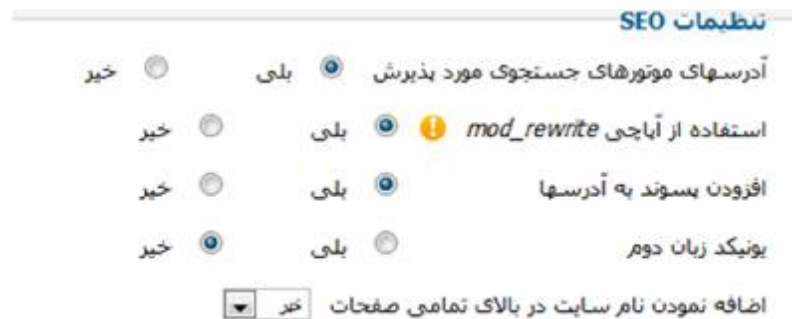 تنظیمات SEO
آدرسهای موتورهای جستجوی مورد پذیرش بلی خیر
استفاده از آپاچی mod_rewrite بلی خیر
افزودن پسوند به آدرسها بلی خیر
یونیکد زبان دوم بلی خیر
اضافه نمودن نام سایت در بالای تمامی صفحات خیر